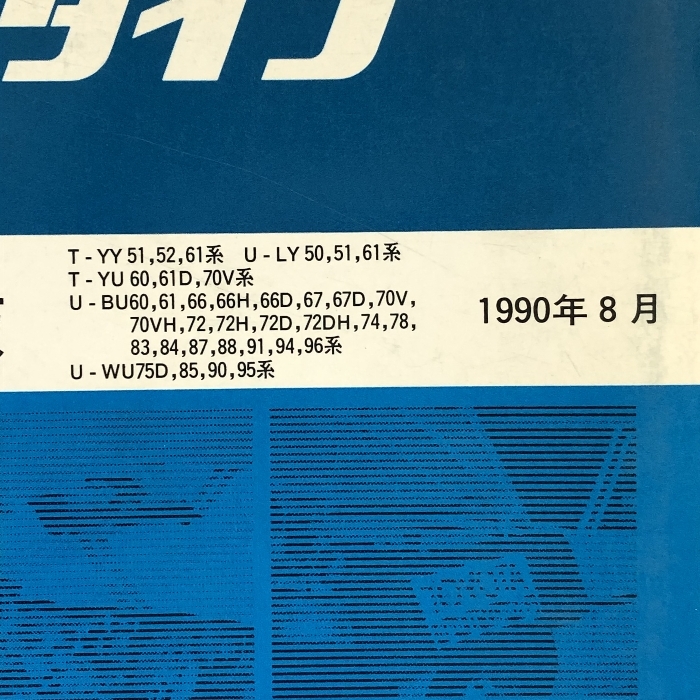 ダイナ
T-YY 51,52,61系 U-LY 50,51,61系
T-YU 60,61D,70V系
U-BU60,61,66,66H,66D,67,67D,70V,
70VH,72,72H,72D,72DH,74,78,
83,84,87,88,91,94,96系
U-WU75D,85,90,95系
1990年 8 月